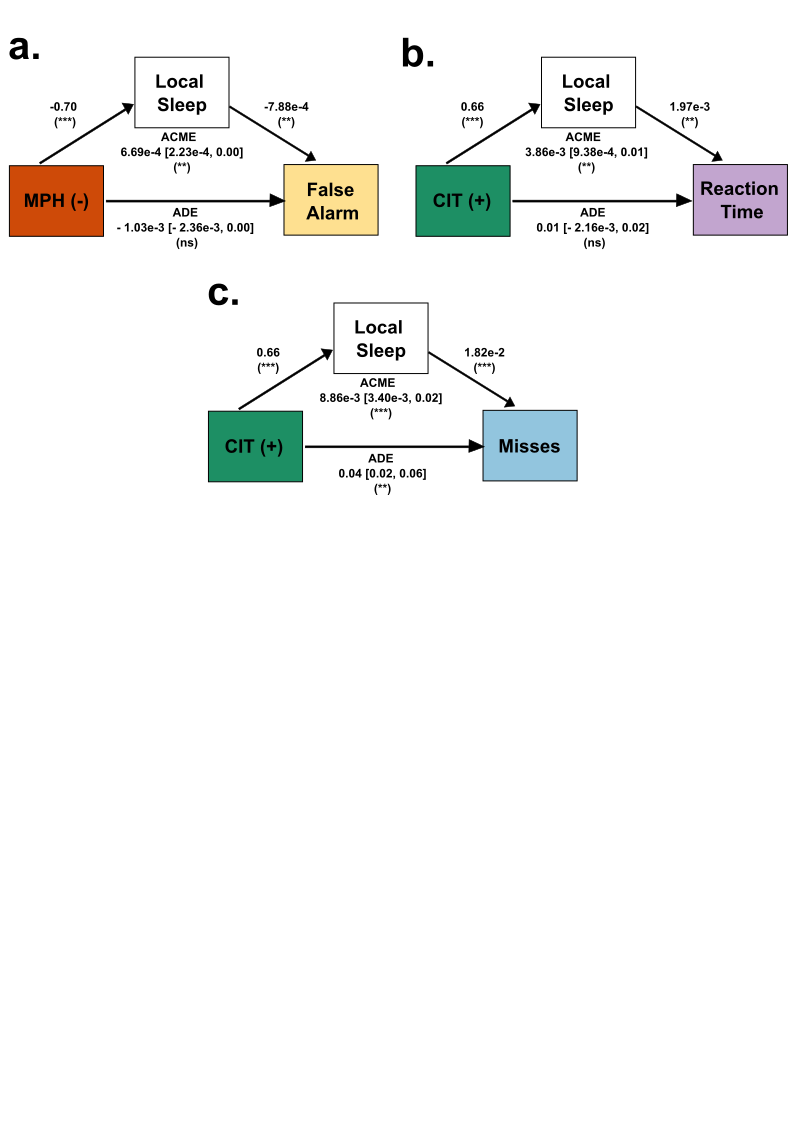 a.
Local
Sleep
-0.70
(***)
-7.88e-4
(**)
ACME
6.69e-4 [2.23e-4, 0.00]
(**)
MPH (-)
False
Alarm
ADE
- 1.03e-3 [- 2.36e-3, 0.00]
(ns)
b.
Local
Sleep
0.66
(***)
1.97e-3
(**)
ACME
3.86e-3 [9.38e-4, 0.01]
(**)
CIT (+)
Reaction
Time
ADE
0.01 [- 2.16e-3, 0.02]
(ns)
c.
Local
Sleep
0.66
(***)
1.82e-2
(***)
ACME
8.86e-3 [3.40e-3, 0.02]
(***)
CIT (+)
Misses
ADE
0.04 [0.02, 0.06]
(**)